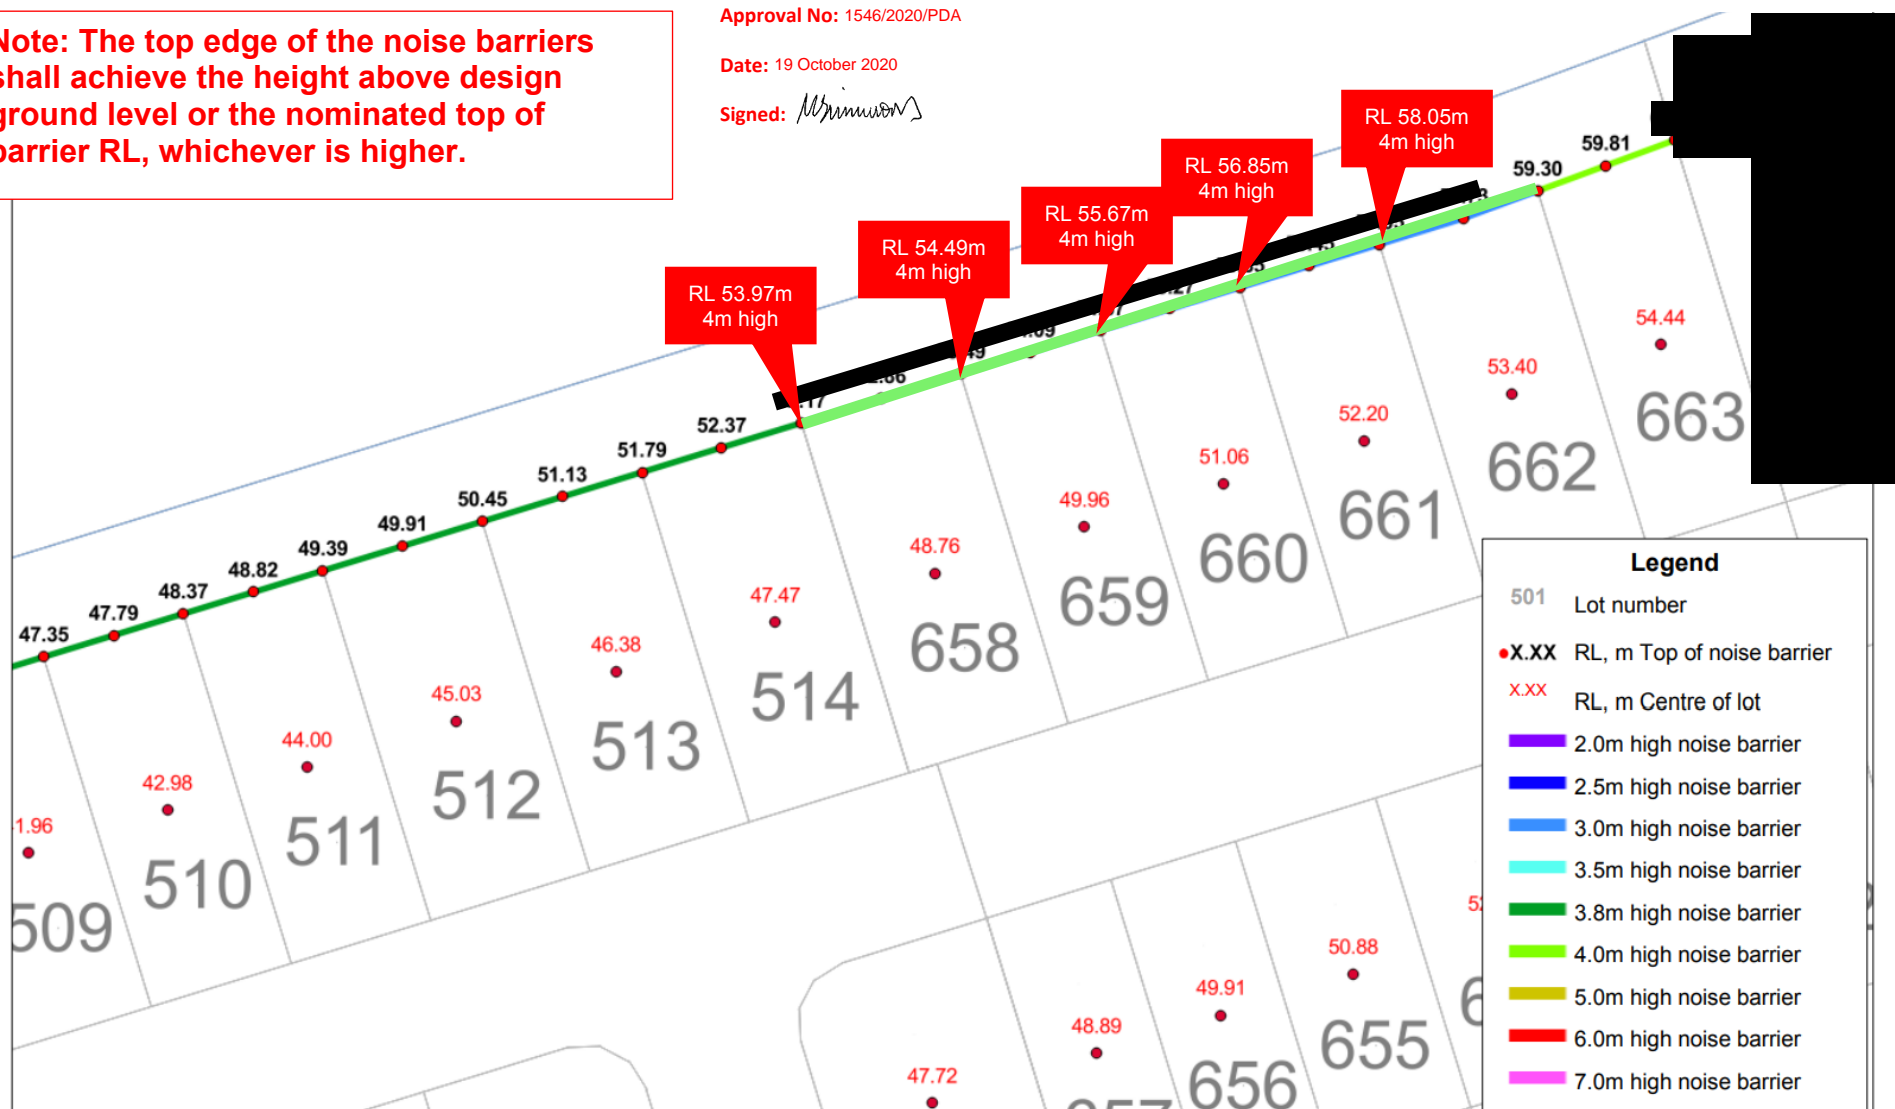 Note: The top edge of the noise barriers
shall achieve the height above design
ground level or the nominated top of
barrier RL, whichever is higher.
Approval No: 1546/2020/PDA
Date: 19 October 2020
Signed:
RL 58.05m
4m high
RL 56.85m
4m high
RL 55.67m
4m high
RL 54.49m
4m high
RL 53.97m
4m high
59.81
59.30
52.37
51.79
51.13
50.45
49.91
49.39
48.82
48.37
47.79
47.35
54.44
663
53.40
662
52.20
661
51.06
660
49.96
659
48.76
658
47.47
514
46.38
513
45.03
512
44.00
511
42.98
510
509
50.88
655
49.91
656
48.89
47.72
Legend
501 Lot number
X.XX RL, m Top of noise barrier
X.XX RL, m Centre of lot
2.0m high noise barrier
2.5m high noise barrier
3.0m high noise barrier
3.5m high noise barrier
3.8m high noise barrier
4.0m high noise barrier
5.0m high noise barrier
6.0m high noise barrier
7.0m high noise barrier